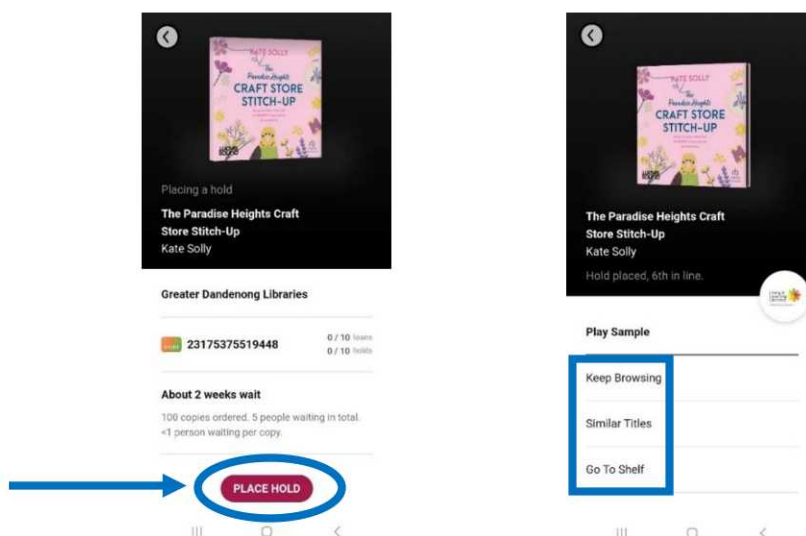 KATE SOLLY
The
Paradise Heights
CRAFT STORE
STITCH-UP
Placing a hold
The Paradise Heights Craft
Store Stitch-Up
Kate Solly
Greater Dandenong Libraries
23175375519448
0 / 10 loans
0 / 10 holds
About 2 weeks wait
100 copies ordered. 5 people waiting in total.
<1 person waiting per copy.
PLACE HOLD
KATE SOLLY
The
Paradise Heights
CRAFT STORE
STITCH-UP
The Paradise Heights Craft
Store Stitch-Up
Kate Solly
Hold placed, 6th in line.
Play Sample
Keep Browsing
Similar Titles
Go To Shelf